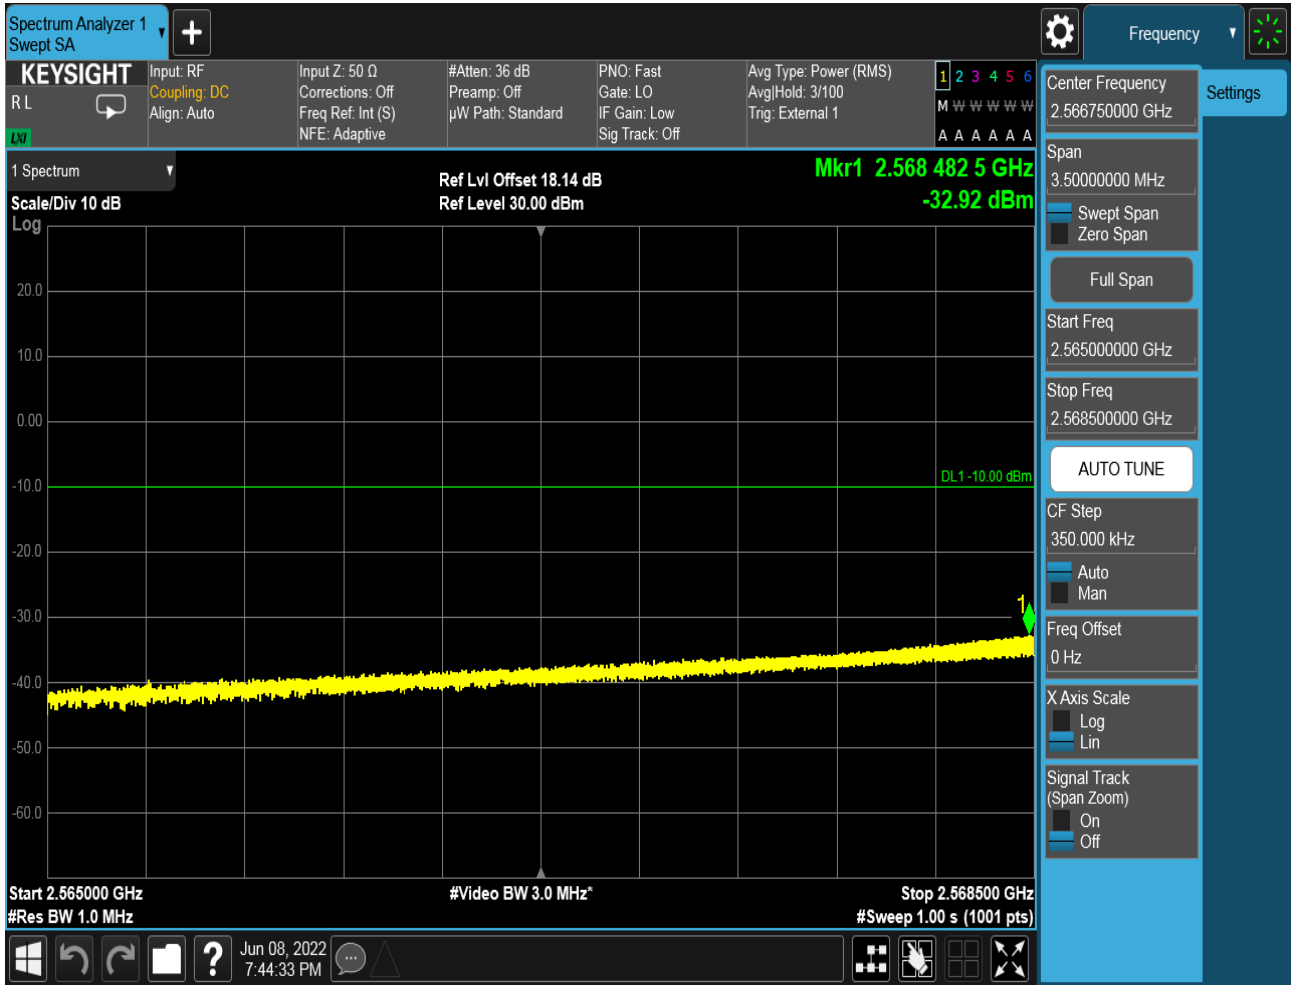 Spectrum Analyzer 1
Swept SA
Frequency
KEYSIGHT
R L
LXI
Input: RF
Coupling: DC
Align: Auto
Input Z: 50 Ω
Corrections: Off
Freq Ref: Int (S)
NFE: Adaptive
#Atten: 36 dB
Preamp: Off
µW Path: Standard
PNO: Fast
Gate: LO
IF Gain: Low
Sig Track: Off
Avg Type: Power (RMS)
Avg|Hold: 3/100
Trig: External 1
1 2 3 4 5 6
M W W W W W
A A A A A A
1 Spectrum
Scale/Div 10 dB
Log
Ref Lvl Offset 18.14 dB
Ref Level 30.00 dBm
Mkr1 2.568 482 5 GHz
-32.92 dBm
20.0
10.0
0.00
-10.0
-20.0
-30.0
-40.0
-50.0
-60.0
DL1 -10.00 dBm
1
Start 2.565000 GHz
#Res BW 1.0 MHz
#Video BW 3.0 MHz*
Stop 2.568500 GHz
#Sweep 1.00 s (1001 pts)
Jun 08, 2022
7:44:33 PM
Center Frequency
2.566750000 GHz
Span
3.50000000 MHz
Swept Span
Zero Span
Full Span
Start Freq
2.565000000 GHz
Stop Freq
2.568500000 GHz
AUTO TUNE
CF Step
350.000 kHz
Auto
Man
Freq Offset
0 Hz
X Axis Scale
Log
Lin
Signal Track
(Span Zoom)
On
Off
Settings